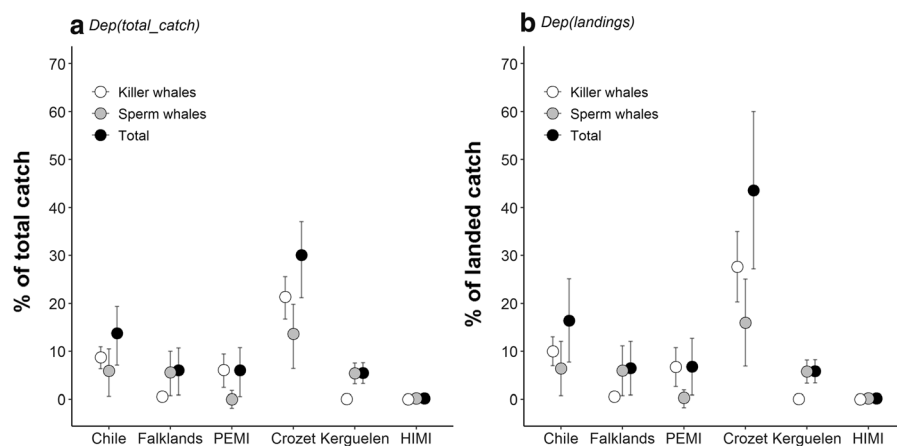 a Dep(total_catch)
% of total catch
70
60
50
40
30
20
10
0
Killer whales
Sperm whales
Total
Chile Falklands PEMI Crozet Kerguelen HIMI
b Dep(landings)
% of landed catch
70
60
50
40
30
20
10
0
Killer whales
Sperm whales
Total
Chile Falklands PEMI Crozet Kerguelen HIMI